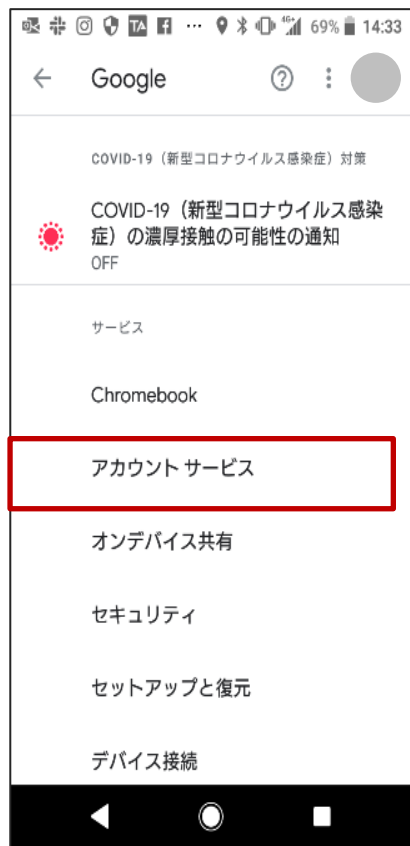 69% 14:33
Google
COVID-19（新型コロナウイルス感染症）対策
COVID-19（新型コロナウイルス感染
症）の濃厚接触の可能性の通知
OFF
サービス
Chromebook
アカウント サービス
オンデバイス共有
セキュリティ
セットアップと復元
デバイス接続